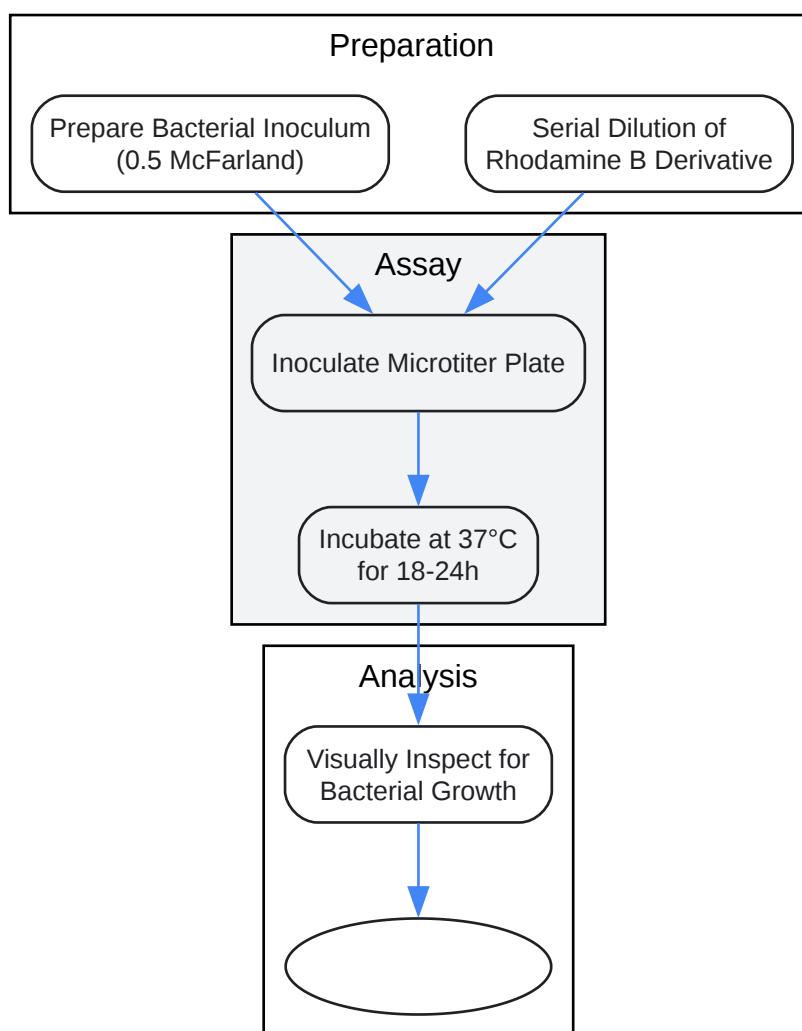 Preparation
Prepare Bacterial Inoculum
(0.5 McFarland)
Serial Dilution of
Rhodamine B Derivative
Assay
Inoculate Microtiter Plate
Incubate at 37°C
for 18-24h
Analysis
Visually Inspect for
Bacterial Growth